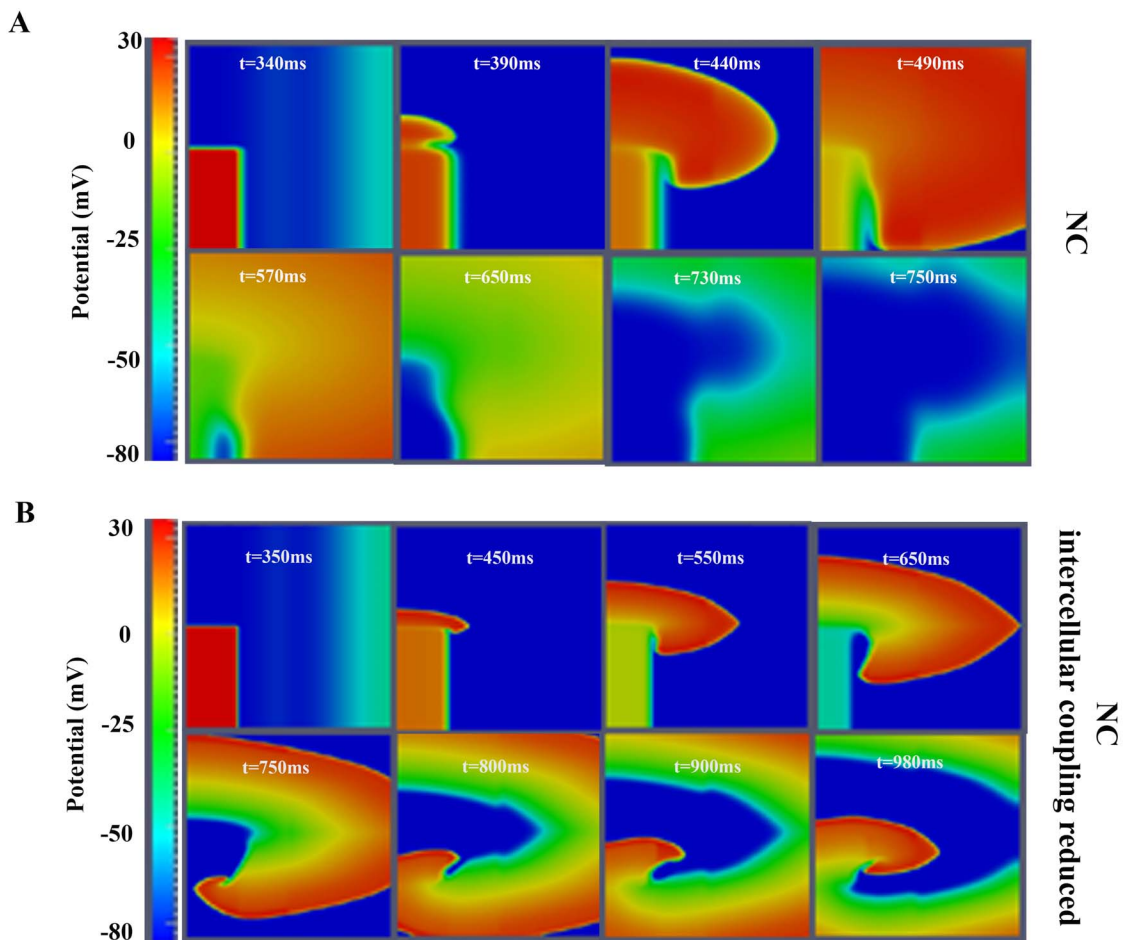 A
30
0
-25
-50
-80
Potential (mV)
t=340ms
t=390ms
t=440ms
t=490ms
t=570ms
t=650ms
t=730ms
t=750ms
NC
B
30
0
-25
-50
-80
Potential (mV)
t=350ms
t=450ms
t=550ms
t=650ms
t=750ms
t=800ms
t=900ms
t=980ms
NC
intercellular coupling reduced